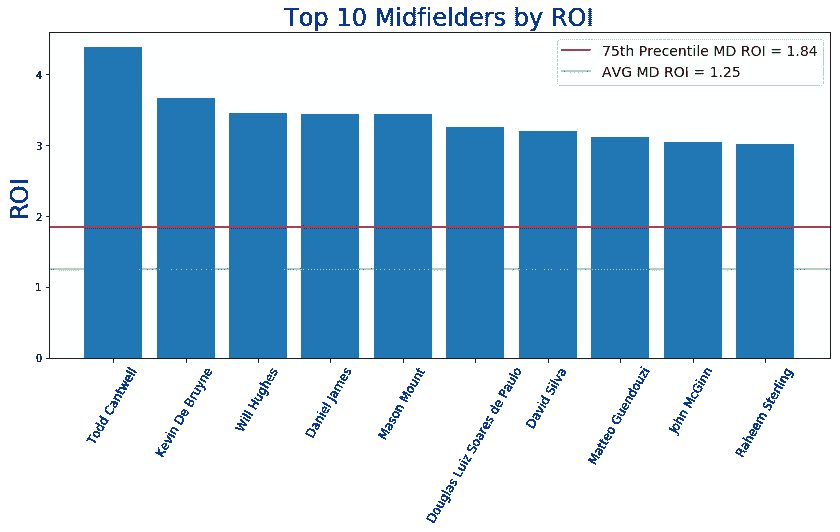 Top 10 Midfielders by ROI
75th Precentile MD ROI = 1.84
AVG MD ROI = 1.25
ROI
4
3
2
1
0
Todd Cantwell
Kevin De Bruyne
Will Hughes
Daniel James
Mason Mount
Douglas Luiz Soares de Paulo
David Silva
Matteo Guendouzi
John McGinn
Raheem Sterling